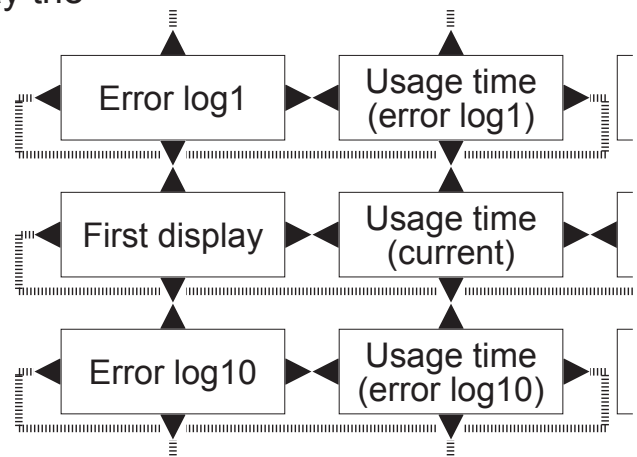 the
Error log1
Usage time
(error log1)
First display
Usage time
(current)
Error log10
Usage time
(error log10)